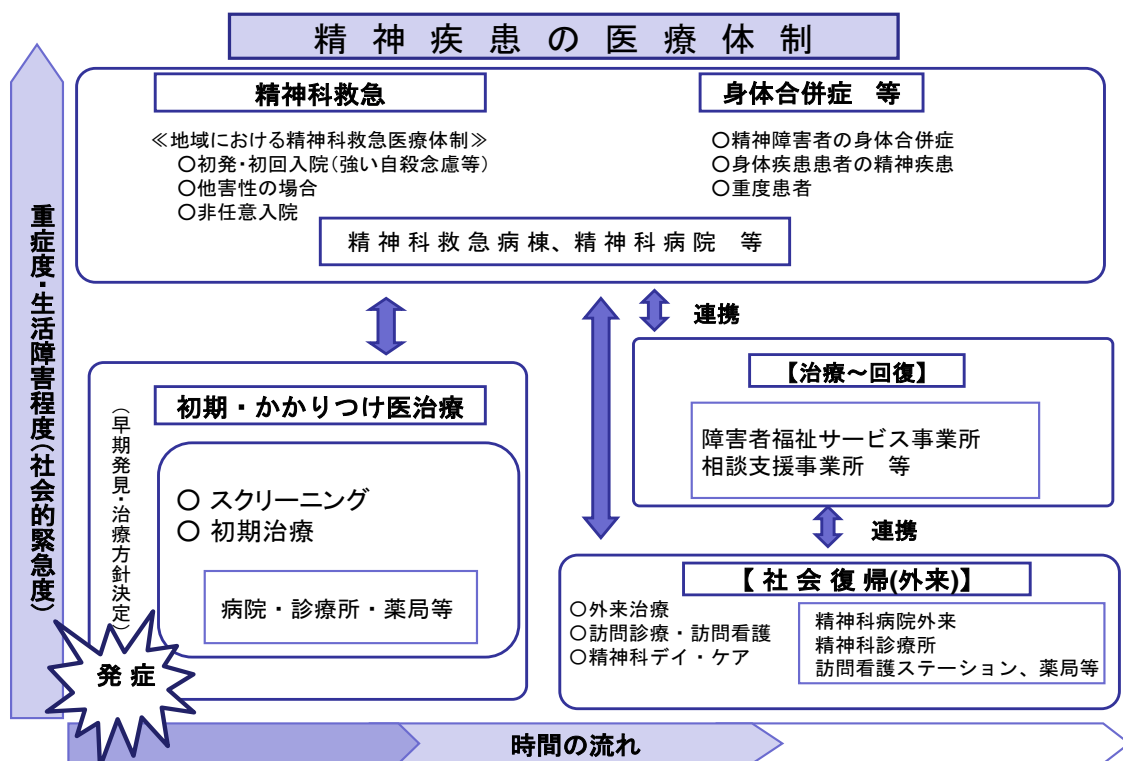 精神疾患の医療体制
精神科救急
≪地域における精神科救急医療体制≫
○初発・初回入院(強い自殺念慮等)
○他害性の場合
○非任意入院
身体合併症　等
○精神障害者の身体合併症
○身体疾患患者の精神疾患
○重度患者
精神科救急病棟、精神科病院　等
重症度・生活障害程度(社会的緊急度)
連携
【治療～回復】
障害者福祉サービス事業所
相談支援事業所　等
初期・かかりつけ医治療
(早期発見・治療方針決定)
○ スクリーニング
○ 初期治療
病院・診療所・薬局等
発症
連携
【社会復帰(外来)】
○外来治療
○訪問診療・訪問看護
○精神科デイ・ケア
精神科病院外来
精神科診療所
訪問看護ステーション、薬局等
時間の流れ